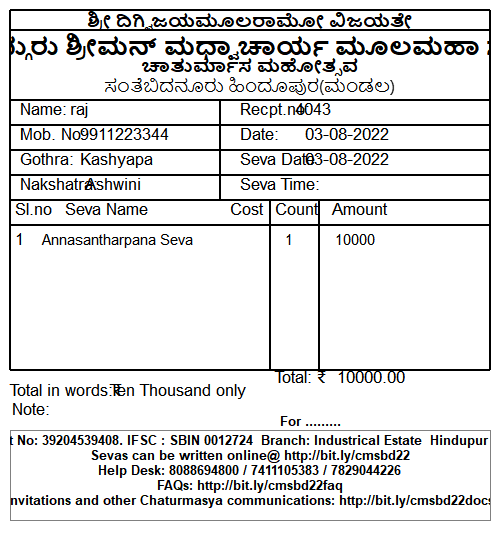 ಶ್ರೀ ದಿಗ್ವಿಜಯಮೂಲರಾಮೋ ವಿಜಯತೇ
ದ್ಗುರು ಶ್ರೀಮನ್ ಮಧ್ವಾಚಾರ್ಯ ಮೂಲಮಹಾ
ಚಾತುರ್ಮಾಸ ಮಹೋತ್ಸವ
ಸಂತೆಬಿದನೂರು ಹಿಂದೂಪುರ(ಮಂಡಲ)
Name: raj Recpt.no 4043
Mob. No 9911223344 Date: 03-08-2022
Gothra: Kashyapa Seva Date 03-08-2022
Nakshatra Ashwini Seva Time:
Sl.no Seva Name Cost Count Amount
1 Annasantharpana Seva 1 10000
Total: ₹ 10000.00
Total in words:₹ Ten Thousand only
Note:
For .........
t No: 39204539408. IFSC : SBIN 0012724 Branch: Industrical Estate Hindupur
Sevas can be written online@ http://bit.ly/cmsbd22
Help Desk: 8088694800 / 7411105383 / 7829044226
FAQs: http://bit.ly/cmsbd22faq
nvitations and other Chaturmasya communications: http://bit.ly/cmsbd22docs